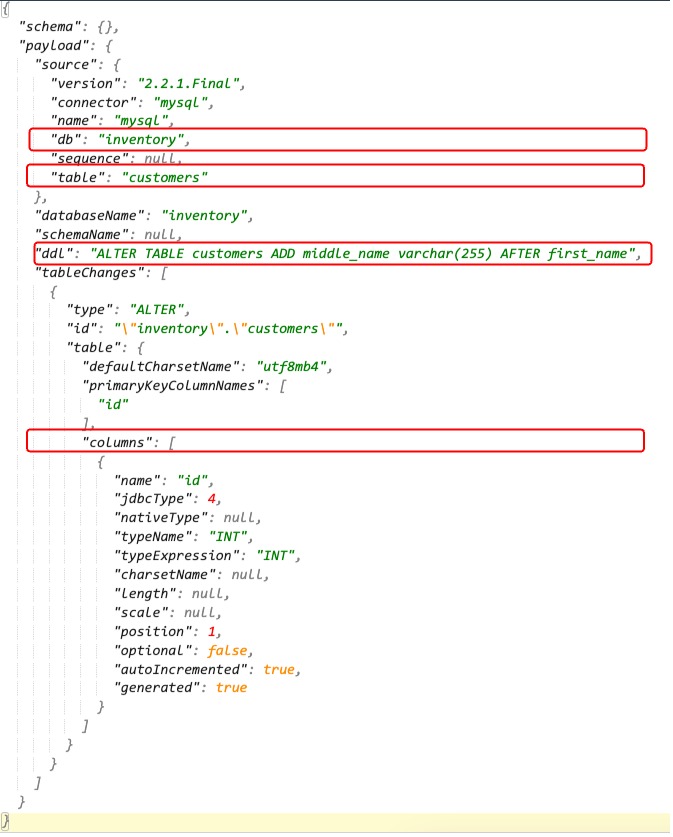 {
"schema": {},
"payload": {
"source": {
"version": "2.2.1.Final",
"connector": "mysql",
"name": "mysql",
"db": "inventory",
"sequence": null,
"table": "customers"
},
"databaseName": "inventory",
"schemaName": null,
"ddl": "ALTER TABLE customers ADD middle_name varchar(255) AFTER first_name",
"tableChanges": [
{
"type": "ALTER",
"id": "\"inventory\".\"customers\"",
"table": {
"defaultCharsetName": "utf8mb4",
"primaryKeyColumnNames": [
"id"
],
"columns": [
{
"name": "id",
"jdbcType": 4,
"nativeType": null,
"typeName": "INT",
"typeExpression": "INT",
"charsetName": null,
"length": null,
"scale": null,
"position": 1,
"optional": false,
"autoIncremented": true,
"generated": true
}
]
}
}
]
}
}